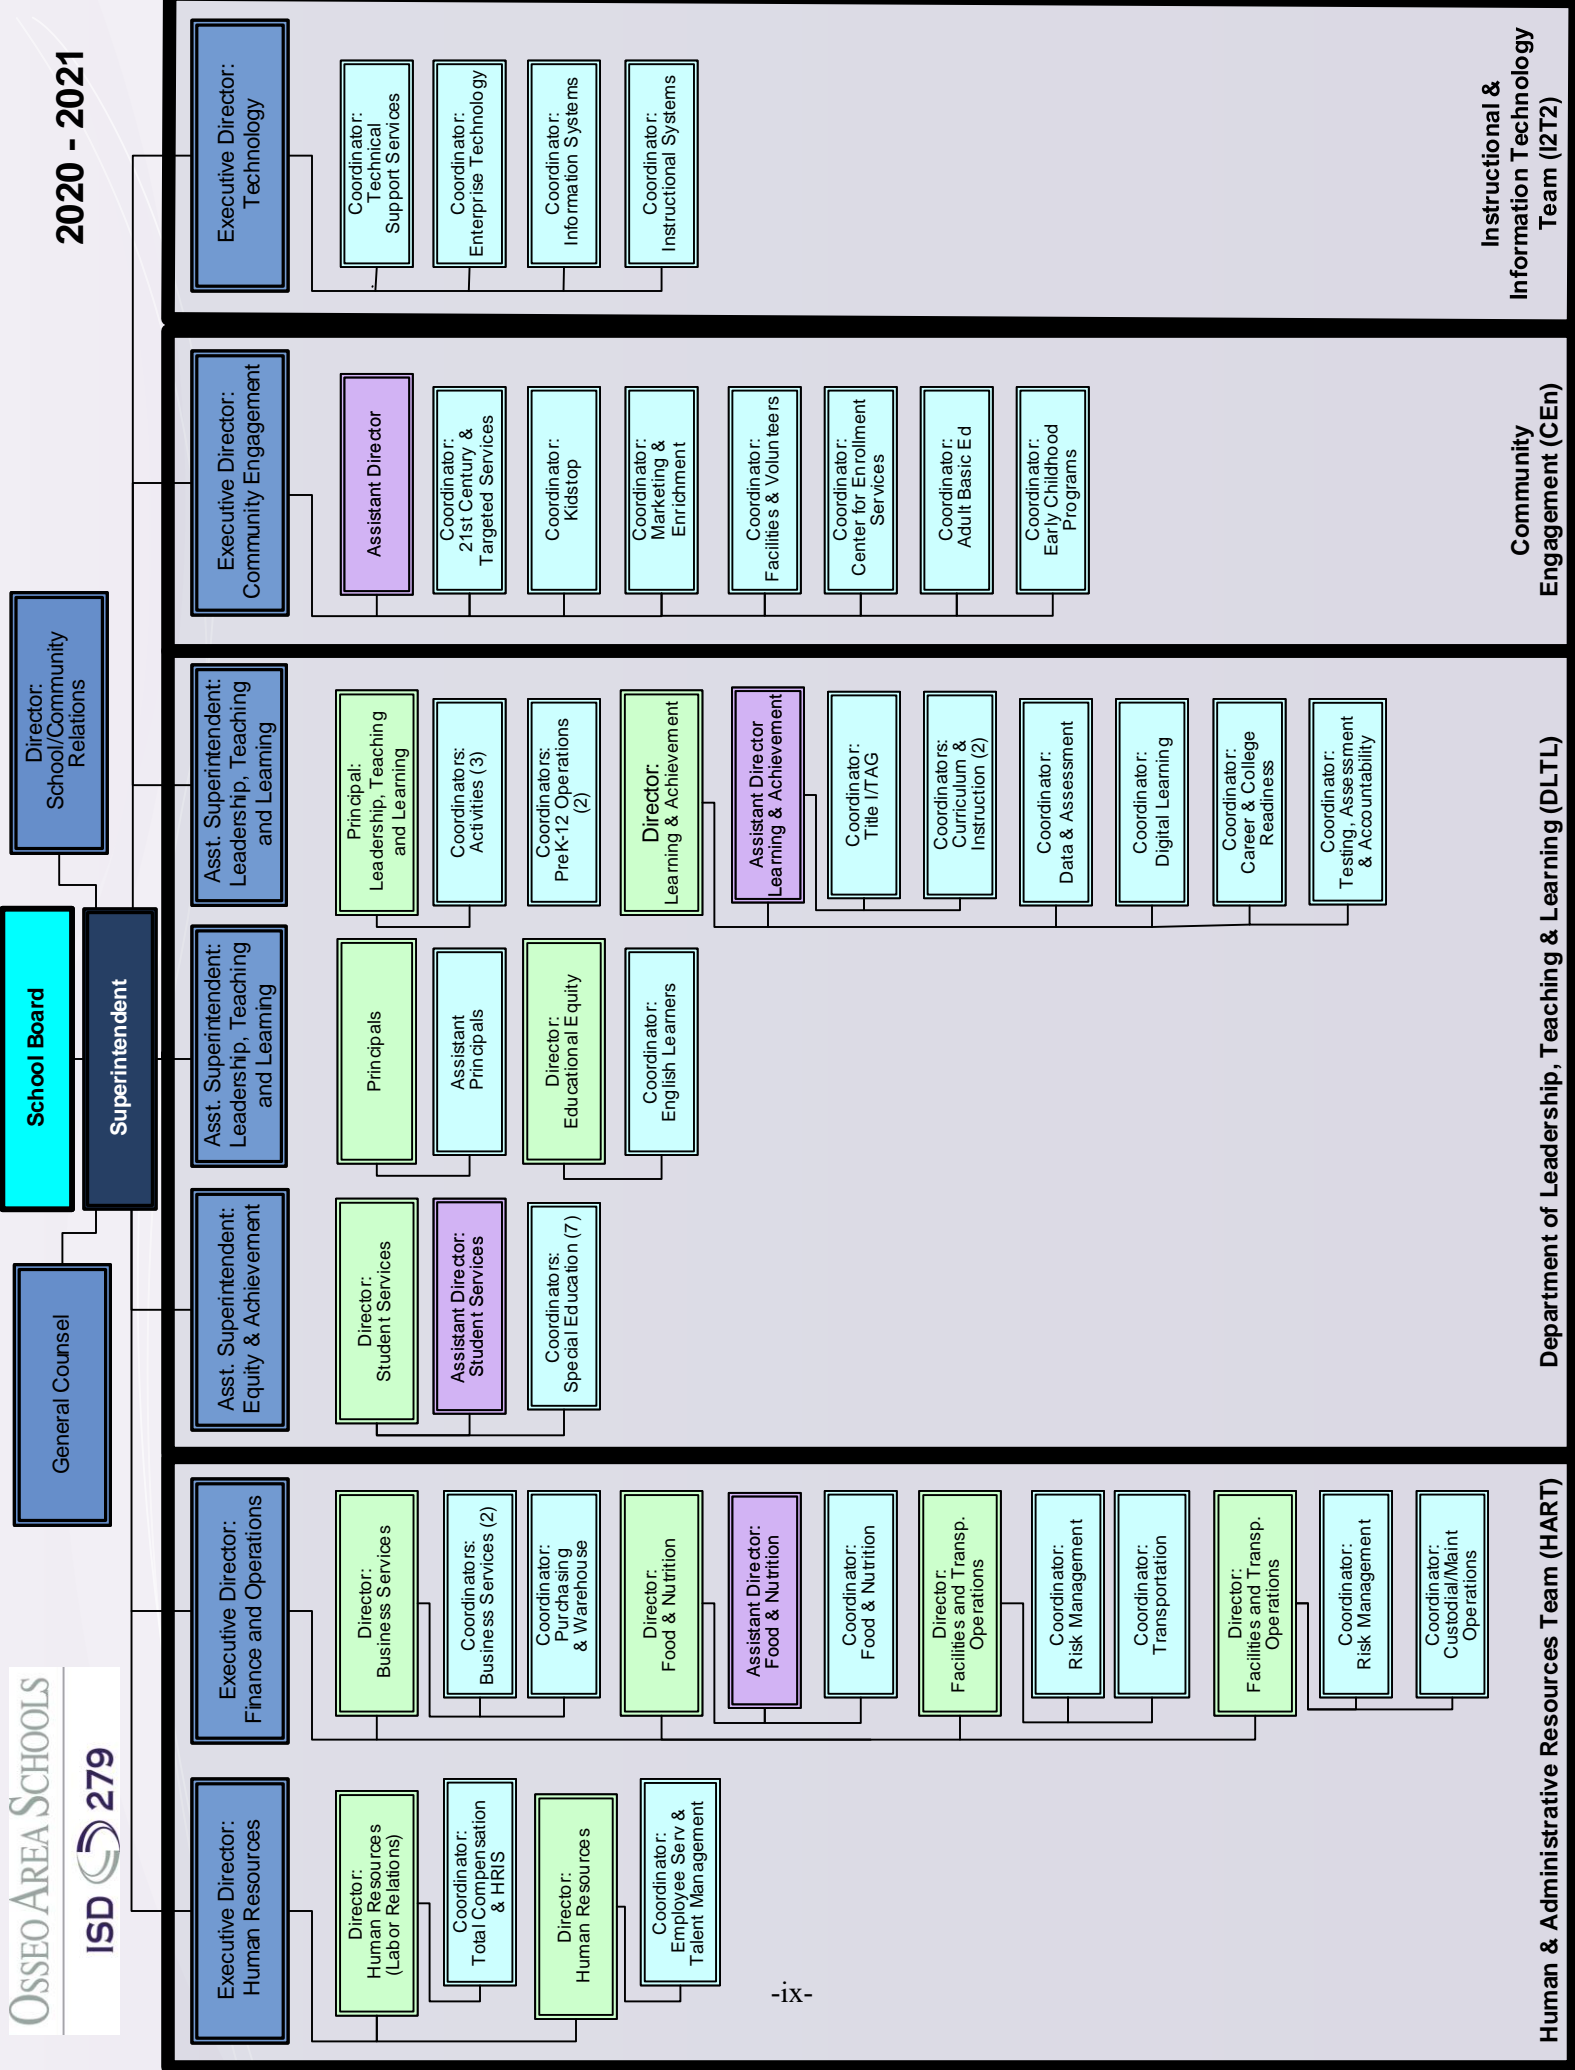 OSSEO AREA SCHOOLS
ISD 279
2020 - 2021
School Board
Superintendent
General Counsel
Director:
School/Community
Relations
Executive Director:
Human Resources
Director:
Human Resources
(Labor Relations)
Coordinator:
Total Compensation
& HRIS
Director:
Human Resources
Coordinator:
Employee Serv &
Talent Management
Executive Director:
Finance and Operations
Director:
Business Services
Coordinators:
Business Services (2)
Coordinator:
Purchasing
& Warehouse
Director:
Food & Nutrition
Assistant Director:
Food & Nutrition
Coordinator:
Food & Nutrition
Director:
Facilities and Transp.
Operations
Coordinator:
Risk Management
Coordinator:
Transportation
Director:
Facilities and Transp.
Operations
Coordinator:
Risk Management
Coordinator:
Custodial/Maint
Operations
Human & Administrative Resources Team (HART)
Asst. Superintendent:
Equity & Achievement
Director:
Student Services
Assistant Director:
Student Services
Coordinators:
Special Education (7)
Asst. Superintendent:
Leadership, Teaching
and Learning
Principals
Assistant
Principals
Director:
Educational Equity
Coordinator:
English Learners
Asst. Superintendent:
Leadership, Teaching
and Learning
Principal:
Leadership, Teaching
and Learning
Coordinators:
Activities (3)
Coordinators:
PreK-12 Operations
(2)
Director:
Learning & Achievement
Assistant Director
Learning & Achievement
Coordinator:
Title I/TAG
Coordinators:
Curriculum &
Instruction (2)
Coordinator:
Data & Assessment
Coordinator:
Digital Learning
Coordinator:
Career & College
Readiness
Coordinator:
Testing, Assessment
& Accountability
Department of Leadership, Teaching & Learning (DLTL)
Executive Director:
Community Engagement
Assistant Director
Coordinator:
21st Century &
Targeted Services
Coordinator:
Kidstop
Coordinator:
Marketing &
Enrichment
Coordinator:
Facilities & Volunteers
Coordinator:
Center for Enrollment
Services
Coordinator:
Adult Basic Ed
Coordinator:
Early Childhood
Programs
Community
Engagement (CEn)
Executive Director:
Technology
Coordinator:
Technical
Support Services
Coordinator:
Enterprise Technology
Coordinator:
Information Systems
Coordinator:
Instructional Systems
Instructional &
Information Technology
Team (I2T2)
-ix-